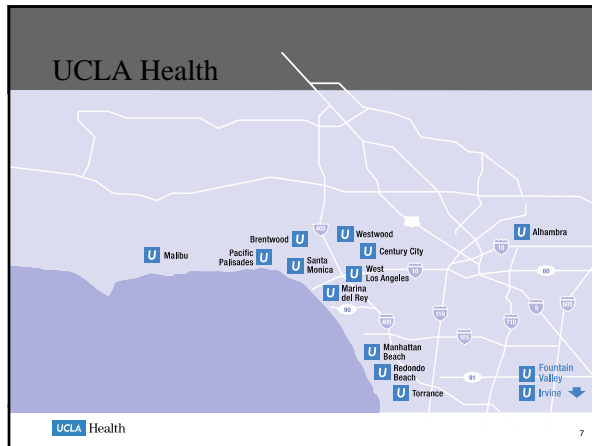 UCLA Health
405
Brentwood
U
U
Westwood
U
Alhambra
U
Malibu
Pacific
Palisades
U
U
Santa
Monica
U
Century City
10
U
West
Los Angeles
10
60
U
Marina
del Rey
90
405
110
710
5
605
105
U
Manhattan
Beach
U
Redondo
Beach
U
Torrance
91
U
Fountain
Valley
U
Irvine
UCLA Health
7